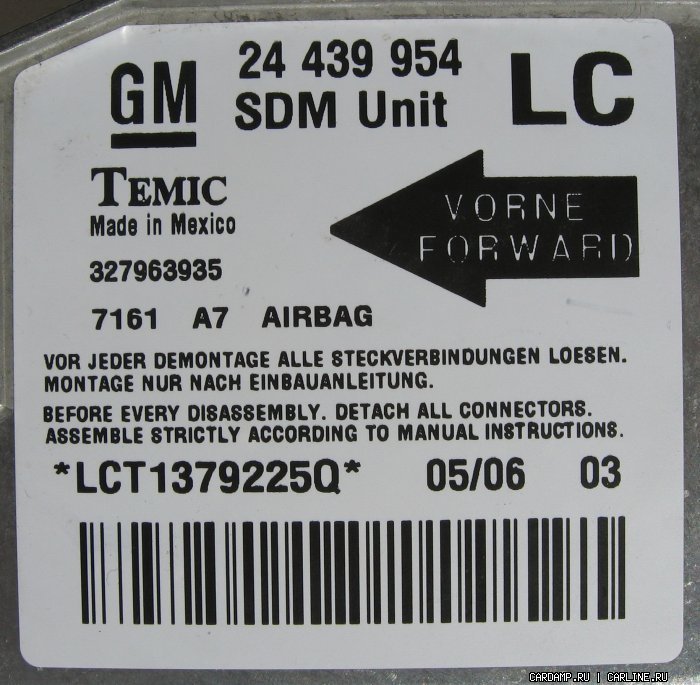 GM
24 439 954
SDM Unit
LC
TEMIC
Made in Mexico
VORNE
FORWARD
327963935
7161 A7 AIRBAG
VOR JEDER DEMONTAGE ALLE STECKVERBINDUNGEN LOESEN.
MONTAGE NUR NACH EINBAUANLEITUNG.
BEFORE EVERY DISASSEMBLY. DETACH ALL CONNECTORS.
ASSEMBLE STRICTLY ACCORDING TO MANUAL INSTRUCTIONS.
*LCT1379225Q* 05/06 03
CARDAMP.RU | CARLINE.RU